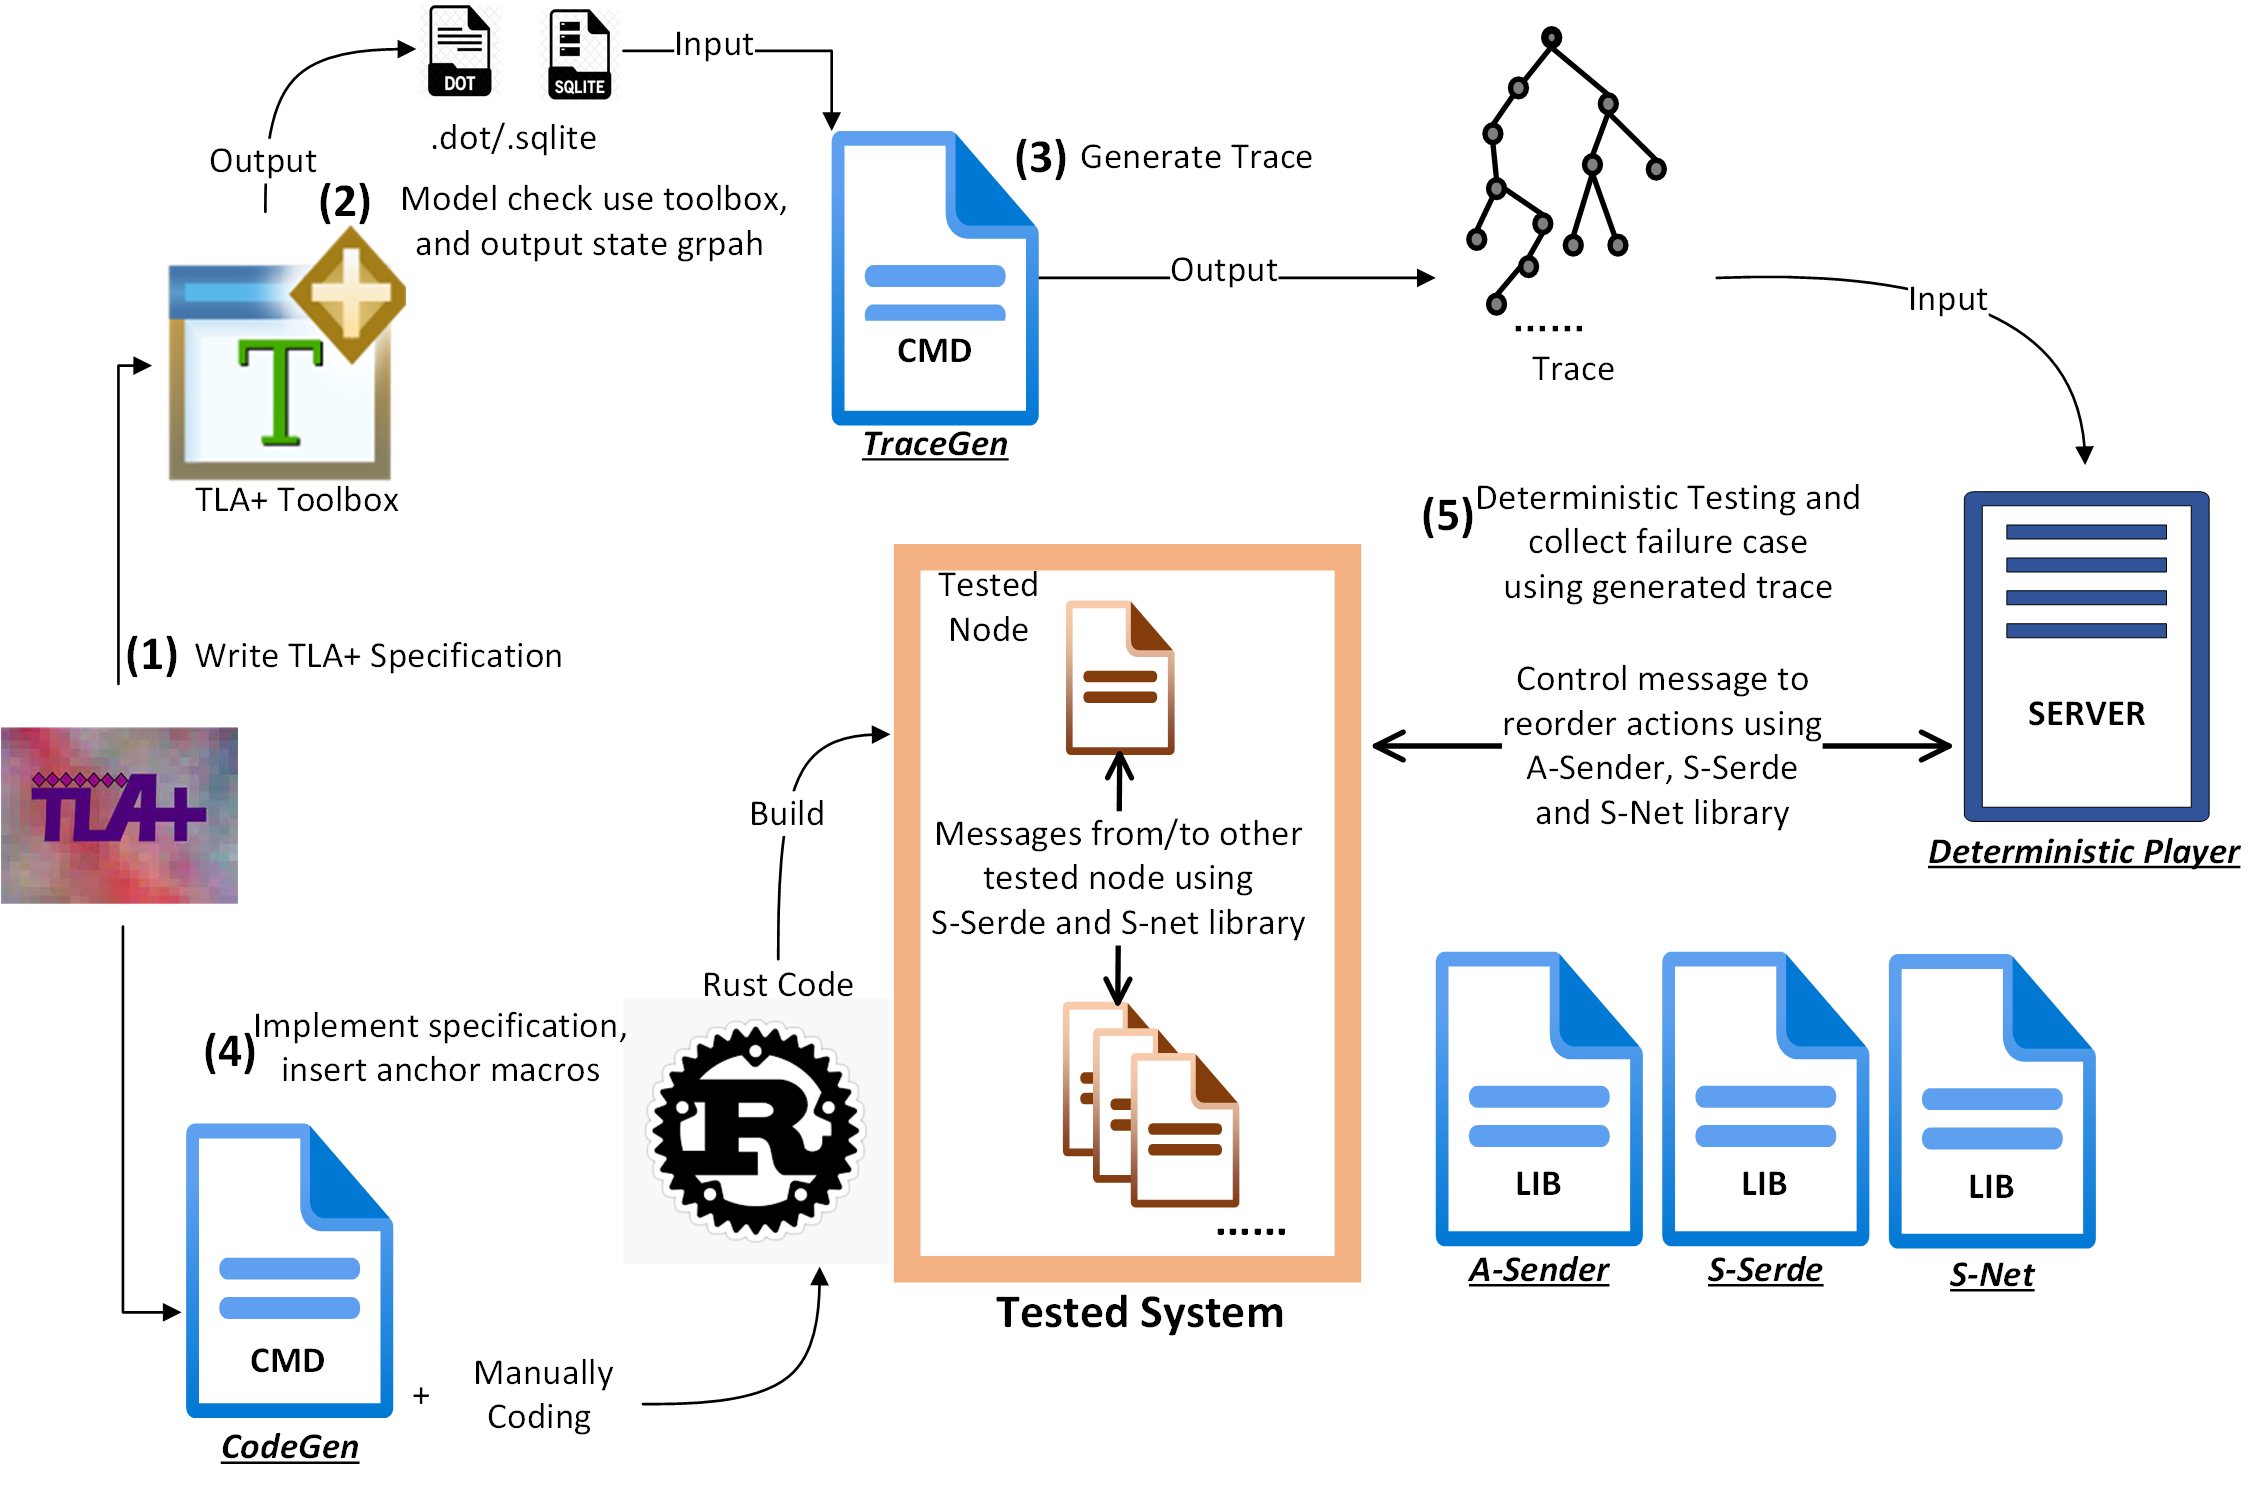 DOT
SQLITE
.dot/.sqlite
Input
Output
(2) Model check use toolbox,
and output state grpah
T
TLA+ Toolbox
(3) Generate Trace
CMD
TraceGen
Output
......
Trace
Input
(1) Write TLA+ Specification
TLA+
(4) Implement specification,
insert anchor macros
CMD
CodeGen
+
Manually
Coding
Rust Code
R
Build
Tested
Node
Messages from/to other
tested node using
S-Serde and S-net library
......
Tested System
(5) Deterministic Testing and
collect failure case
using generated trace
Control message to
reorder actions using
A-Sender, S-Serde
and S-Net library
SERVER
Deterministic Player
LIB
A-Sender
LIB
S-Serde
LIB
S-Net